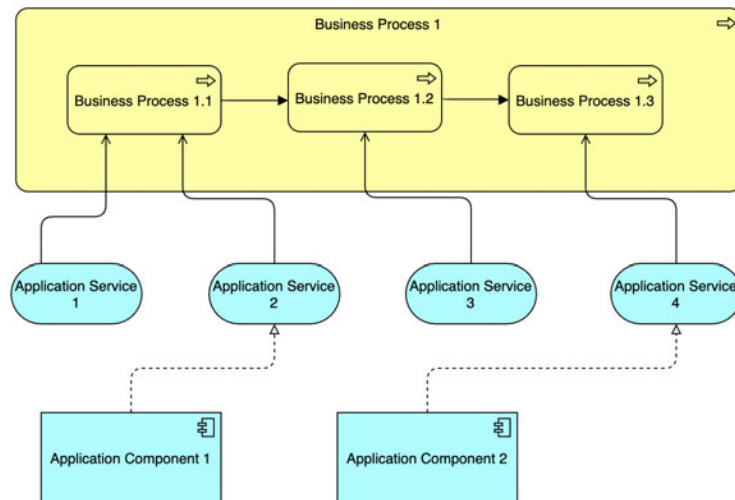 Business Process 1
Business Process 1.1
Business Process 1.2
Business Process 1.3
Application Service
1
Application Service
2
Application Service
3
Application Service
4
Application Component 1
Application Component 2